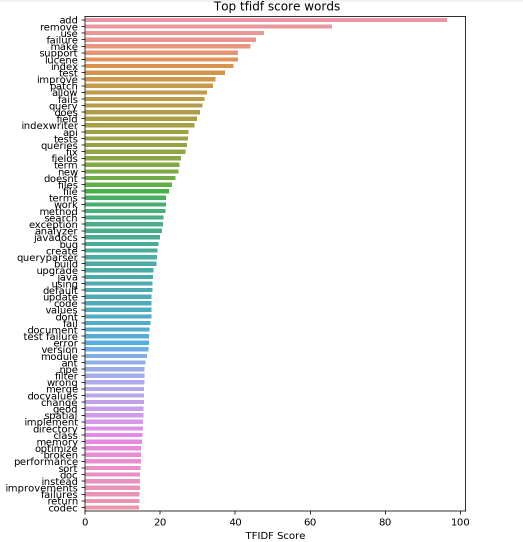 Top tfidf score words
add
remove
use
failure
make
support
lucene
index
test
improve
patch
allow
fails
query
does
field
indexwriter
api
tests
queries
fix
fields
term
new
doesnt
files
file
terms
work
method
search
exception
analyzer
javadocs
bug
create
queryparser
build
upgrade
java
using
default
update
code
values
dont
fail
document
test failure
error
version
module
ant
npe
filter
wrong
merge
docvalues
change
geo3d
spatial
implement
directory
class
memory
optimize
broken
performance
sort
doc
instead
improvements
failures
return
codec
0 20 40 60 80 100
TFIDF Score